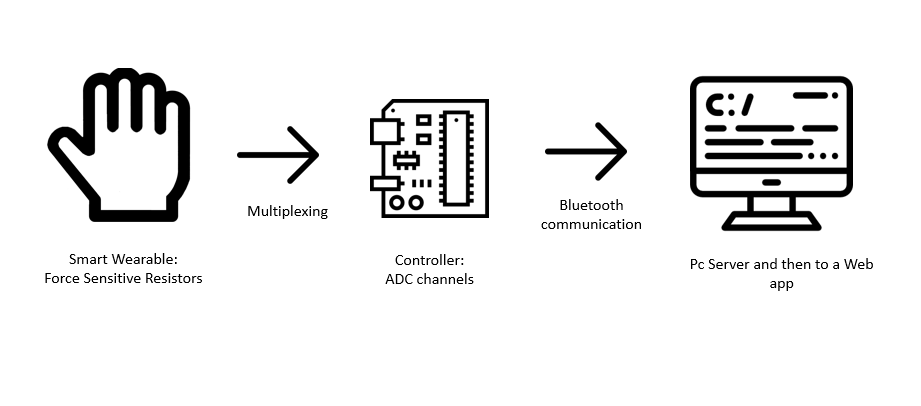 C:/
Multiplexing
Bluetooth
communication
Smart Wearable:
Force Sensitive Resistors
Controller:
ADC channels
Pc Server and then to a Web
app